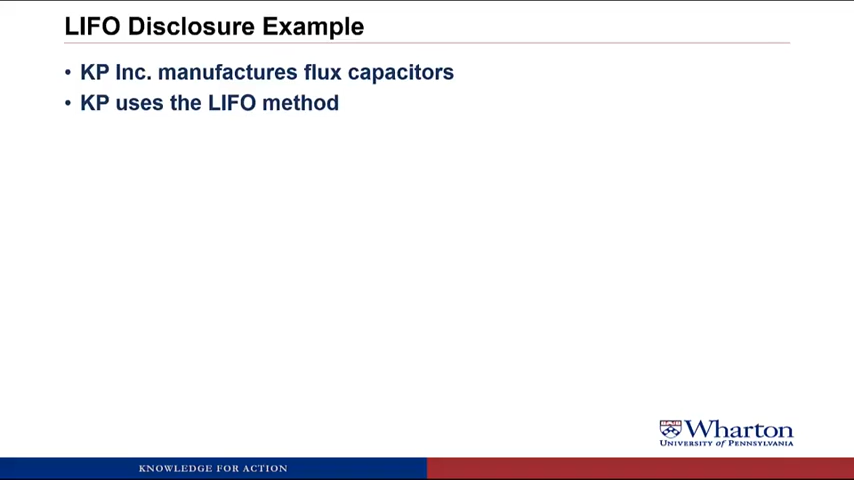 LIFO Disclosure Example
• KP Inc. manufactures flux capacitors
• KP uses the LIFO method
Wharton
UNIVERSITY of PENNSYLVANIA
KNOWLEDGE FOR ACTION